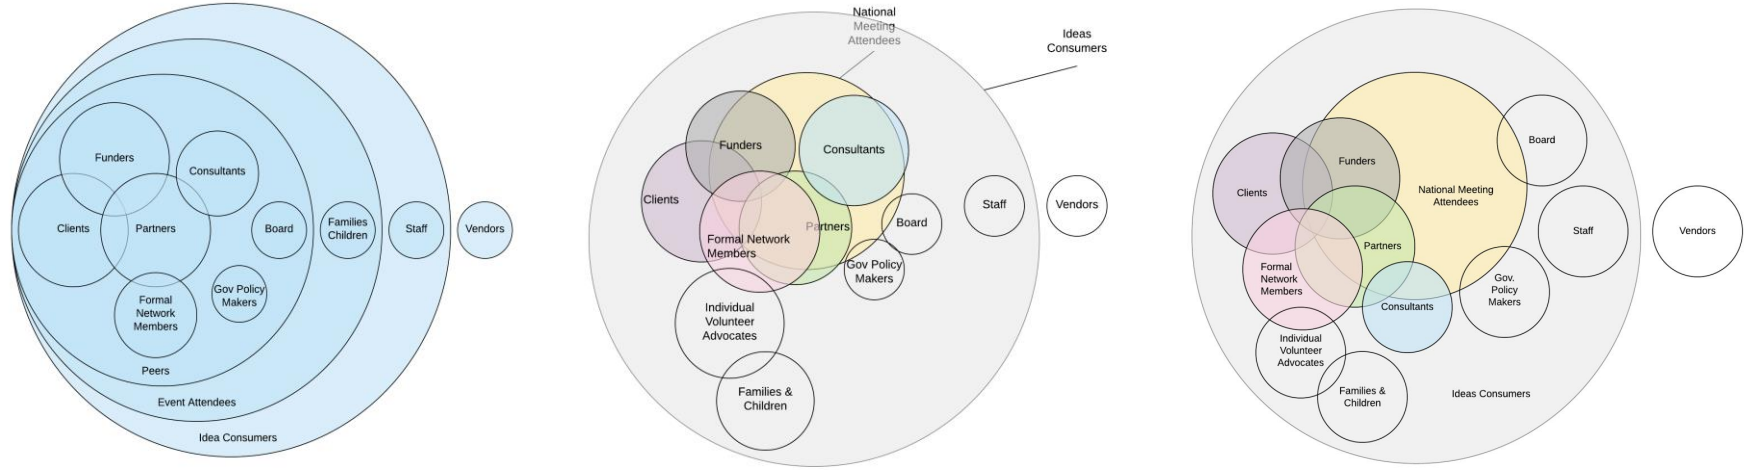 Funders
Consultants
Clients
Partners
Board
Families
Children
Staff
Vendors
Formal
Network
Members
Gov Policy
Makers
Peers
Event Attendees
Idea Consumers
National
Meeting
Attendees
Ideas
Consumers
Funders
Consultants
Clients
Partners
Formal Network
Members
Board
Staff
Vendors
Gov Policy
Makers
Individual
Volunteer
Advocates
Families &
Children
Board
Funders
Clients
National Meeting
Attendees
Staff
Vendors
Partners
Formal
Network
Members
Gov.
Policy
Makers
Consultants
Individual
Volunteer
Advocates
Families &
Children
Ideas Consumers